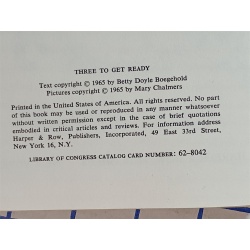 THREE TO GET READY
Text copyright © 1965 by Betty Doyle Boegehold
Pictures copyright © 1965 by Mary Chalmers
Printed in the United States of America. All rights reserved. No part
of this book may be used or reproduced in any manner whatsoever
without written permission except in the case of brief quotations
embodied in critical articles and reviews. For information address
Harper & Row, Publishers, Incorporated, 49 East 33rd Street,
New York 16, N.Y.
LIBRARY OF CONGRESS CATALOG CARD NUMBER: 62-8042